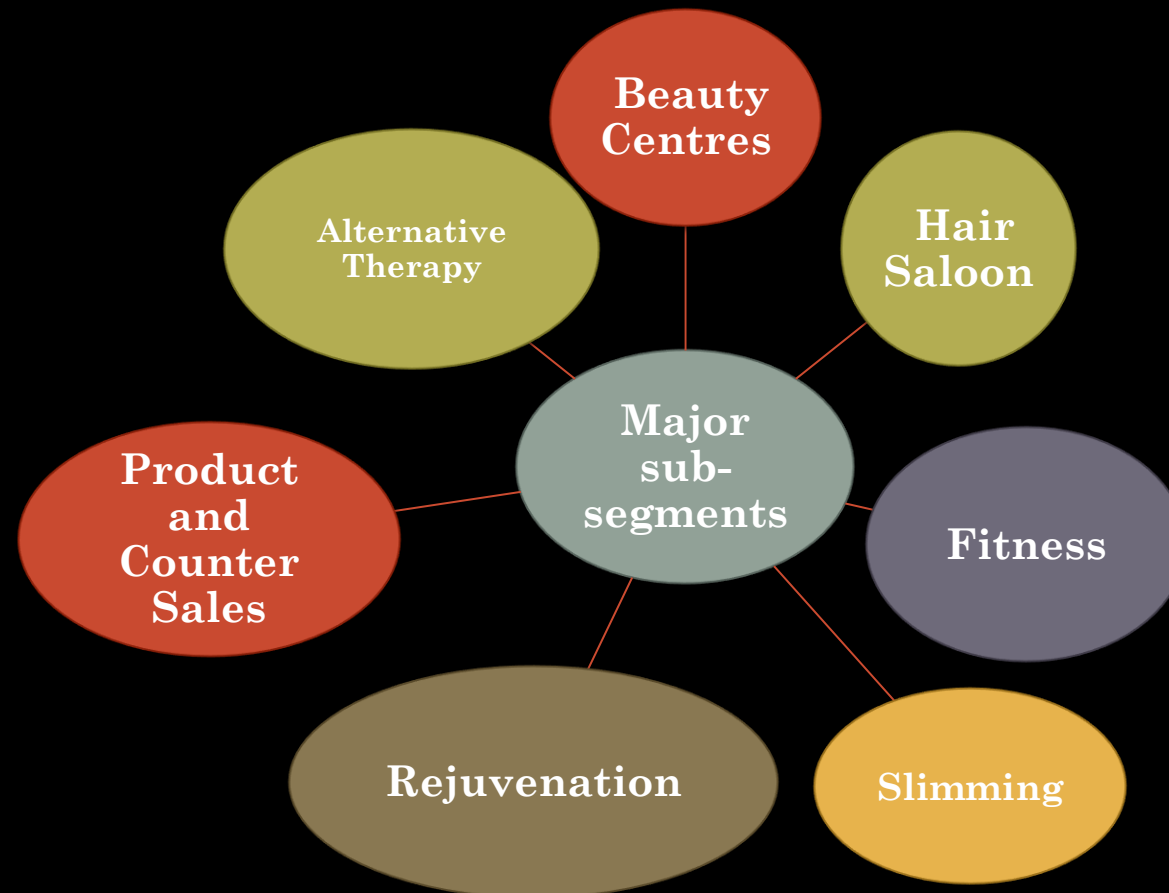 Beauty
Centres
Hair
Saloon
Alternative
Therapy
Major
sub-
segments
Product
and
Counter
Sales
Fitness
Rejuvenation
Slimming